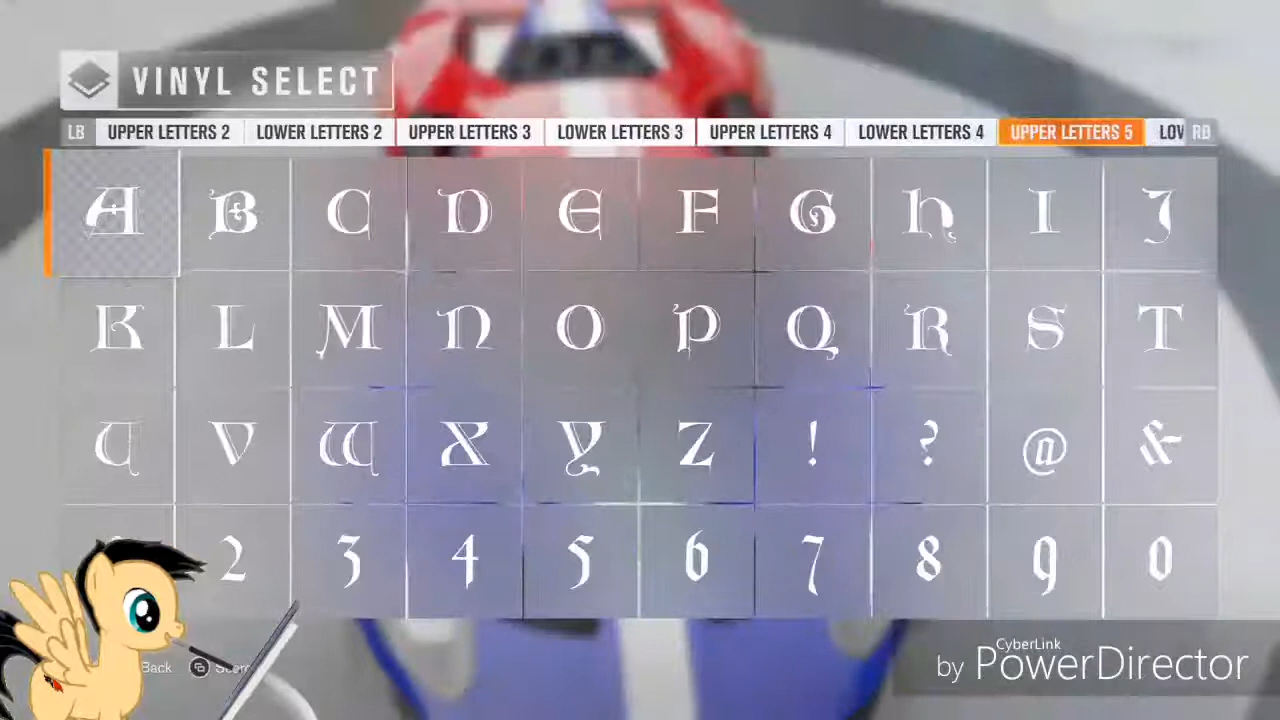 VINYL SELECT
LB UPPER LETTERS 2 LOWER LETTERS 2 UPPER LETTERS 3 LOWER LETTERS 3 UPPER LETTERS 4 LOWER LETTERS 4 UPPER LETTERS 5 LOW RB
A B C D E F G H I J
K L M N O P Q R S T
U V W X Y Z ! ? @ &
2 3 4 5 6 7 8 9 0
Back
CyberLink
by PowerDirector